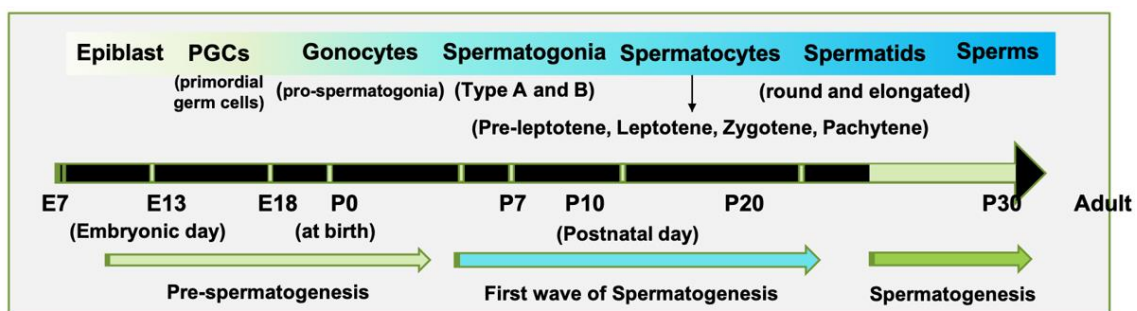 Epiblast PGCs Gonocytes Spermatogonia Spermatocytes Spermatids Sperms
(primordial germ cells) (pro-spermatogonia) (Type A and B) (round and elongated)
(Pre-leptotene, Leptotene, Zygotene, Pachytene)
E7 E13 E18 P0 P7 P10 P20 P30 Adult
(Embryonic day) (at birth) (Postnatal day)
Pre-spermatogenesis First wave of Spermatogenesis Spermatogenesis